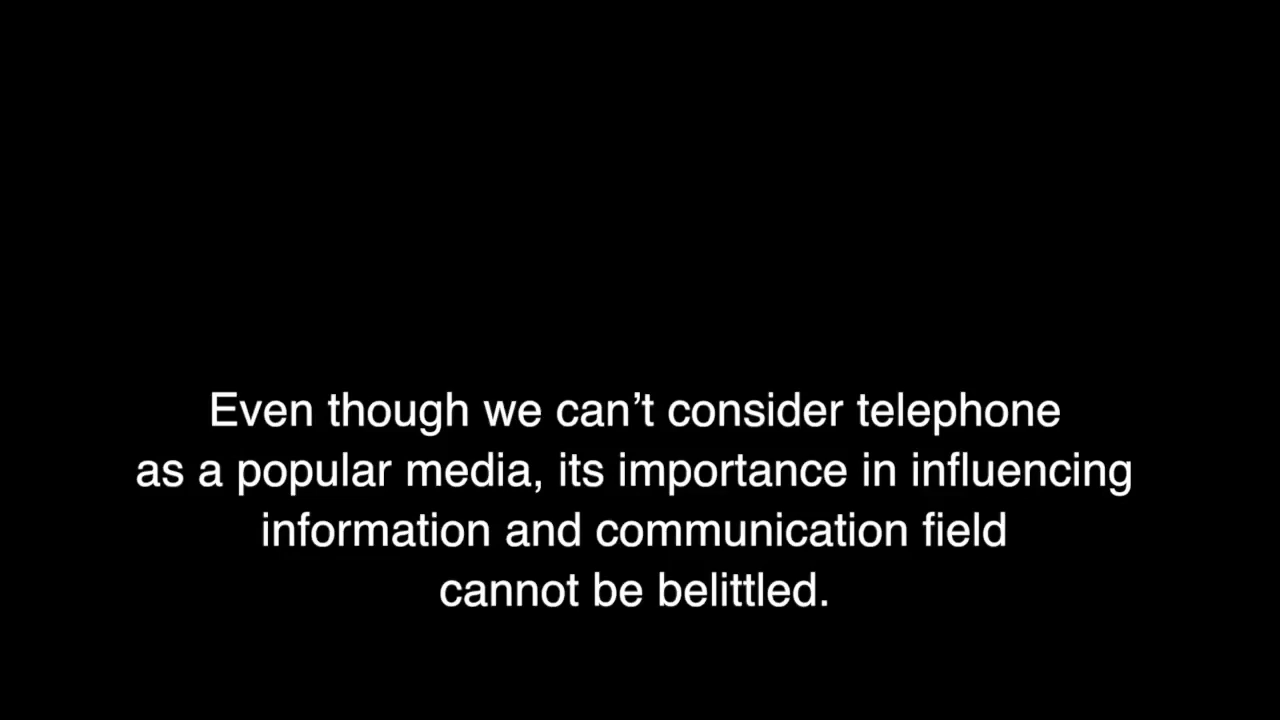 Even though we can’t consider telephone
as a popular media, its importance in influencing
information and communication field
cannot be belittled.